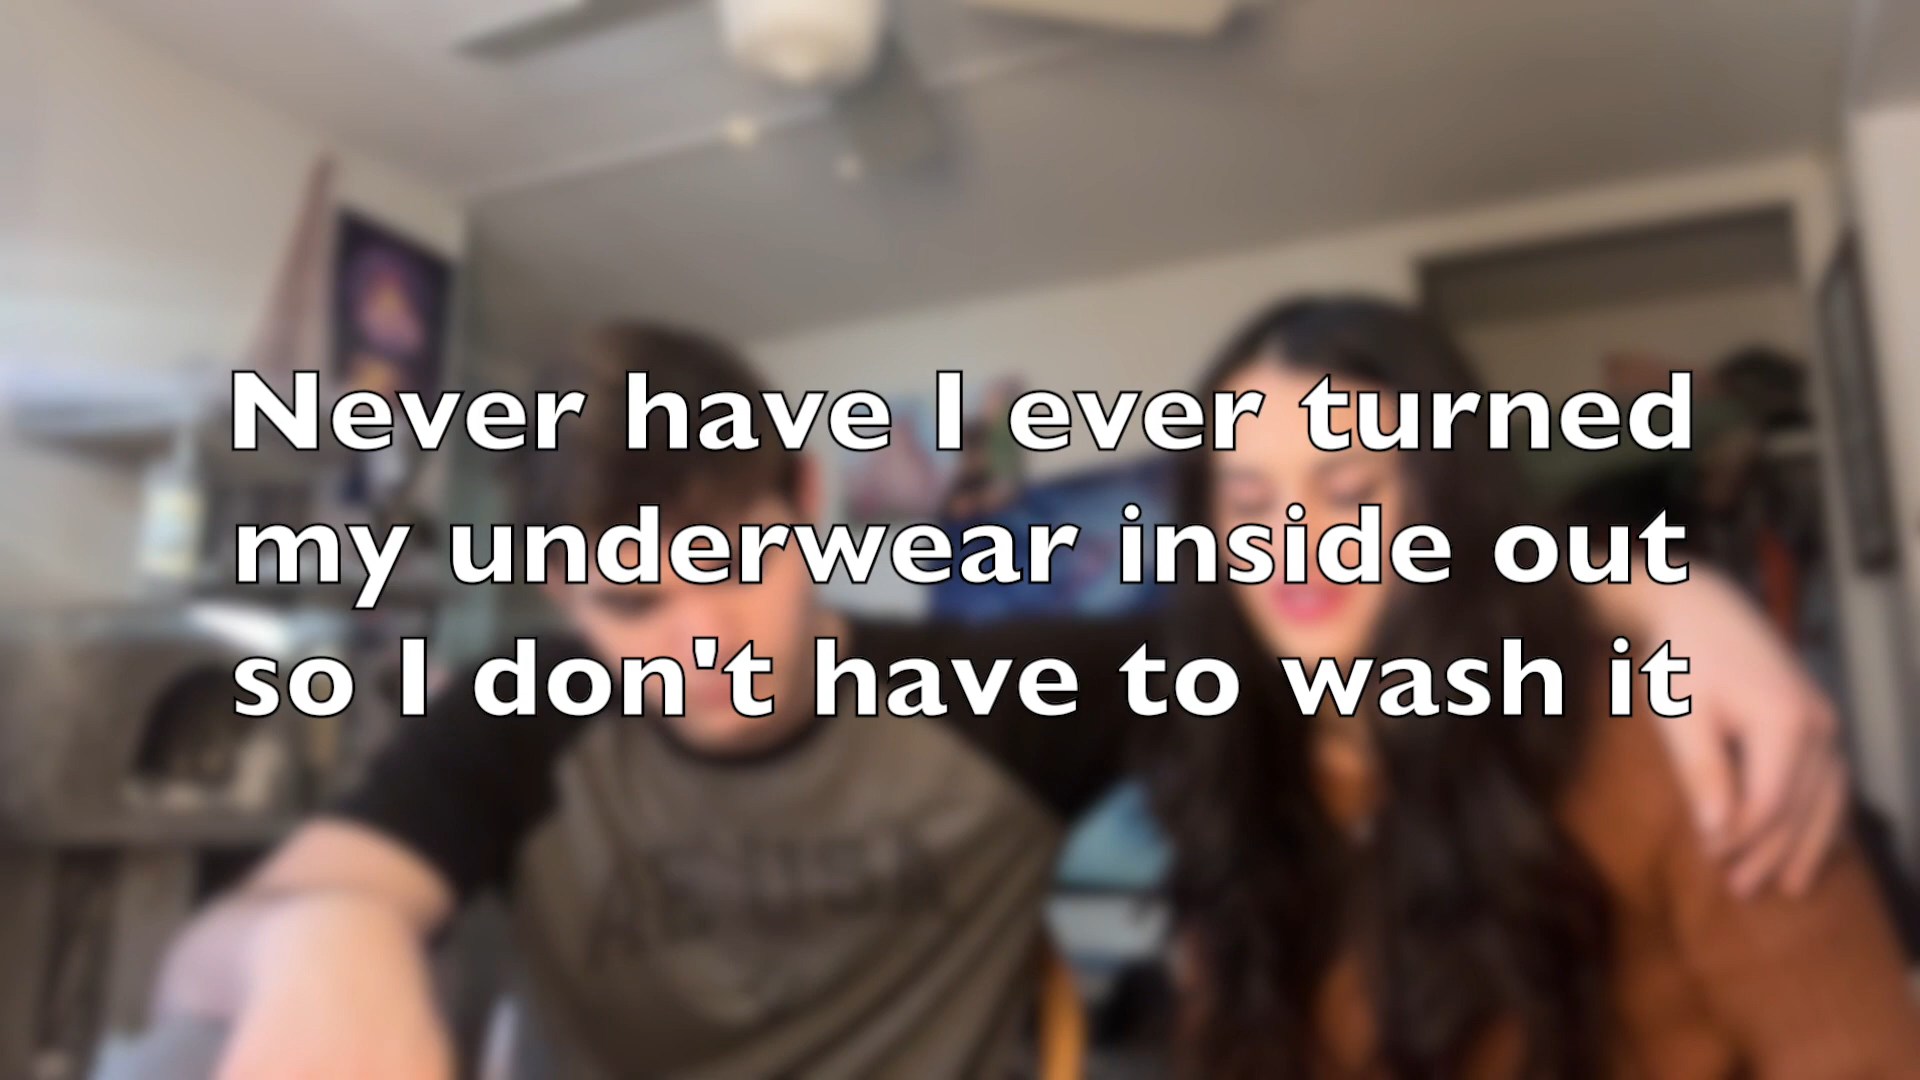 Never have I ever turned
my underwear inside out
so I don't have to wash it